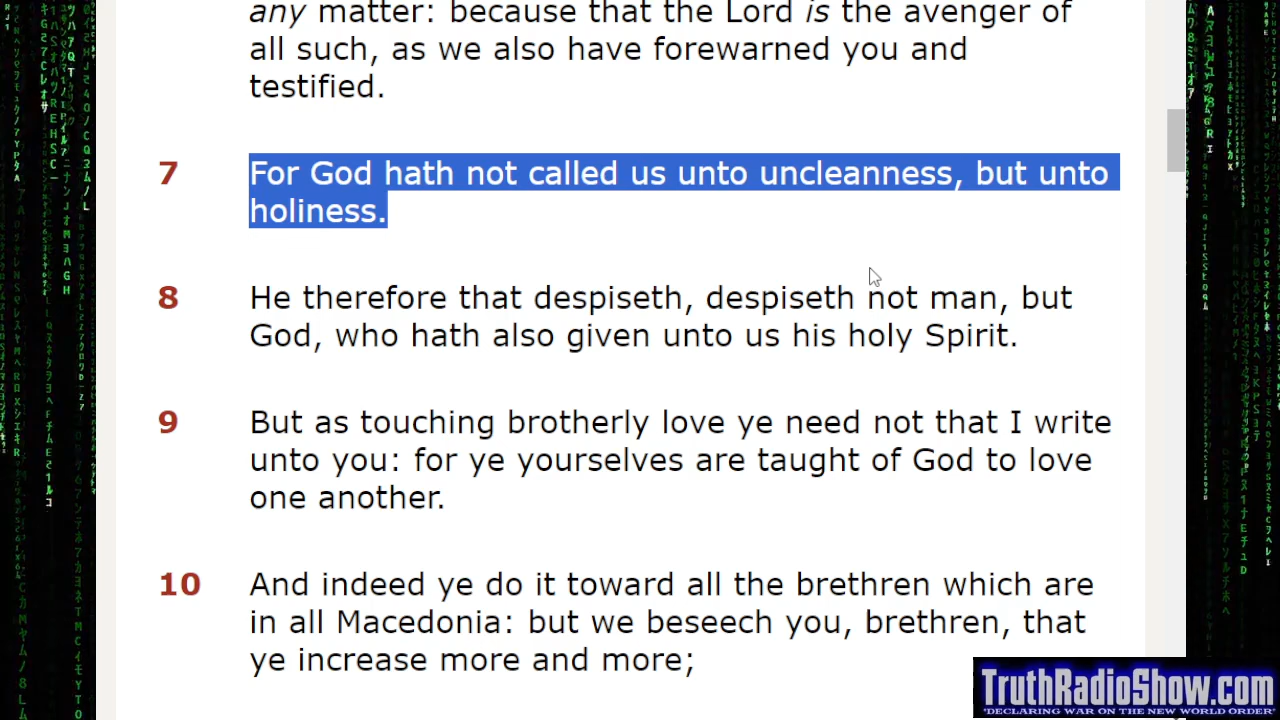 any matter: because that the Lord is the avenger of
all such, as we also have forewarned you and
testified.
7 For God hath not called us unto uncleanness, but unto
holiness.
8 He therefore that despiseth, despiseth not man, but
God, who hath also given unto us his holy Spirit.
9 But as touching brotherly love ye need not that I write
unto you: for ye yourselves are taught of God to love
one another.
10 And indeed ye do it toward all the brethren which are
in all Macedonia: but we beseech you, brethren, that
ye increase more and more;
TruthRadioShow.com
"DECLARING WAR ON THE NEW WORLD ORDER"